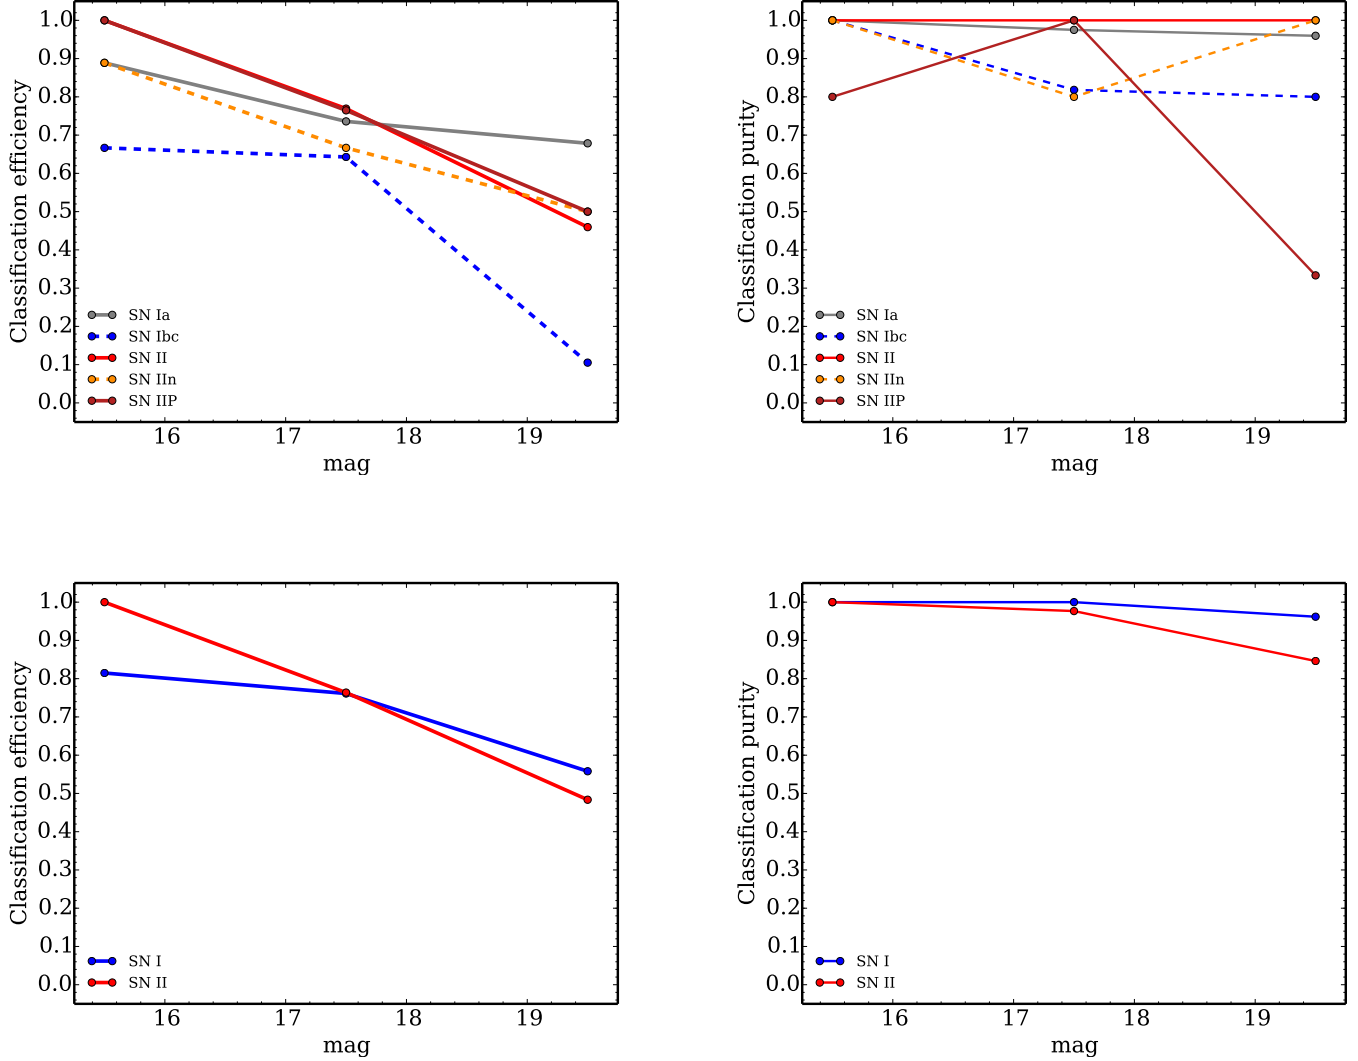 Classification efficiency
1.0
0.9
0.8
0.7
0.6
0.5
0.4
0.3
0.2
0.1
0.0
SN Ia
SN Ibc
SN II
SN IIn
SN IIP
16 17 18 19
mag
Classification purity
1.0
0.9
0.8
0.7
0.6
0.5
0.4
0.3
0.2
0.1
0.0
SN Ia
SN Ibc
SN II
SN IIn
SN IIP
16 17 18 19
mag
Classification efficiency
1.0
0.9
0.8
0.7
0.6
0.5
0.4
0.3
0.2
0.1
0.0
SN I
SN II
16 17 18 19
mag
Classification purity
1.0
0.9
0.8
0.7
0.6
0.5
0.4
0.3
0.2
0.1
0.0
SN I
SN II
16 17 18 19
mag